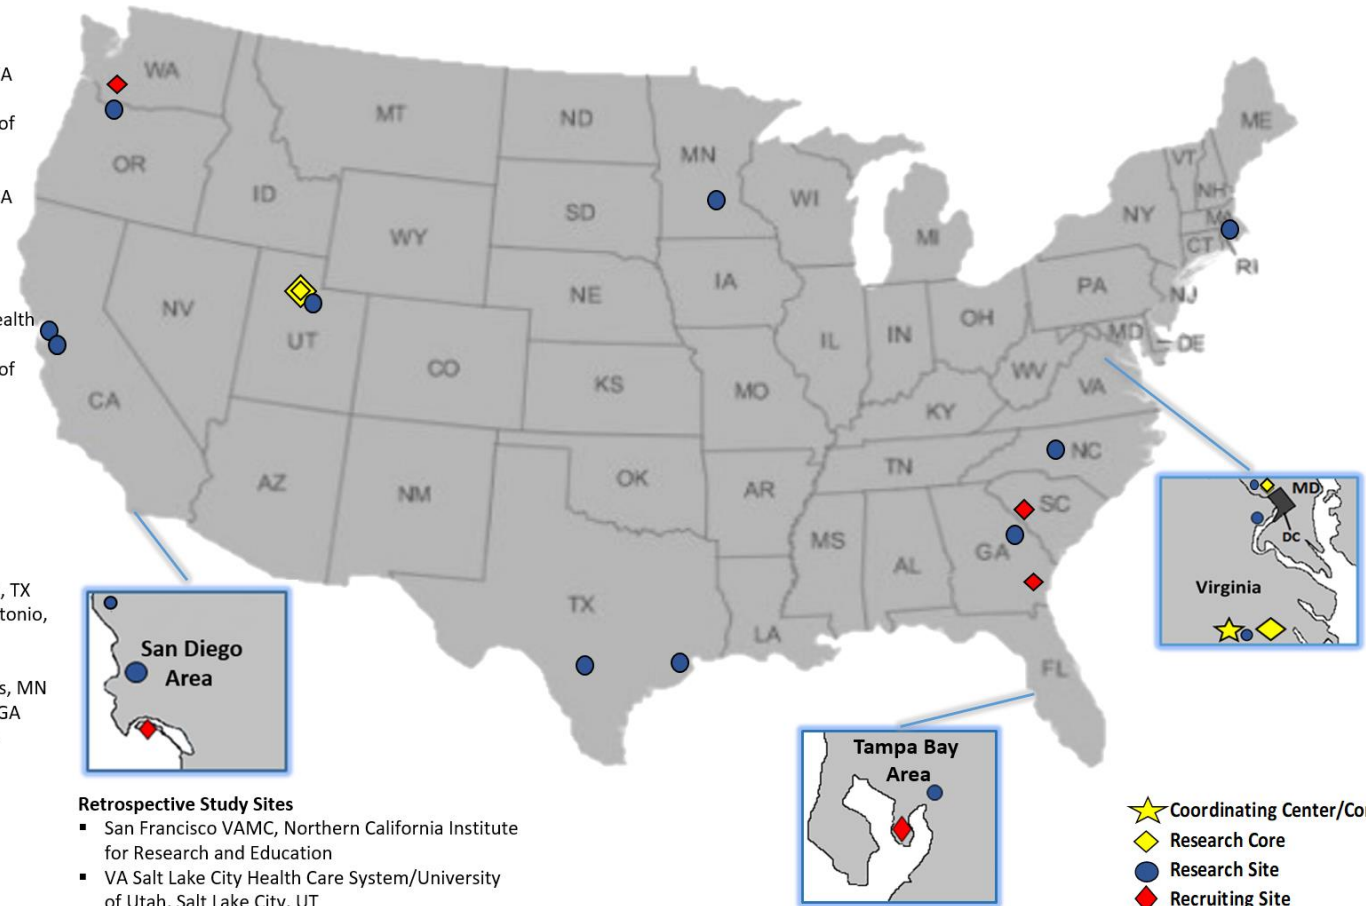 WA
MT
ND
MN
ME
OR
ID
SD
WI
VT
NH
NY
MA
CT
RI
WY
MI
IA
PA
NJ
NV
UT
NE
IL
IN
OH
MD
DE
CO
KS
MO
WV
VA
CA
KY
NC
AZ
NM
OK
AR
TN
SC
MS
AL
GA
TX
LA
FL
A
of
A
ealth
of
, TX
tonio,
s, MN
GA
San Diego
Area
MD
DC
Virginia
Tampa Bay
Area
Retrospective Study Sites
▪ San Francisco VAMC, Northern California Institute
for Research and Education
▪ VA Salt Lake City Health Care System/University
of Utah, Salt Lake City, UT
Coordinating Center/Cor
Research Core
Research Site
Recruiting Site